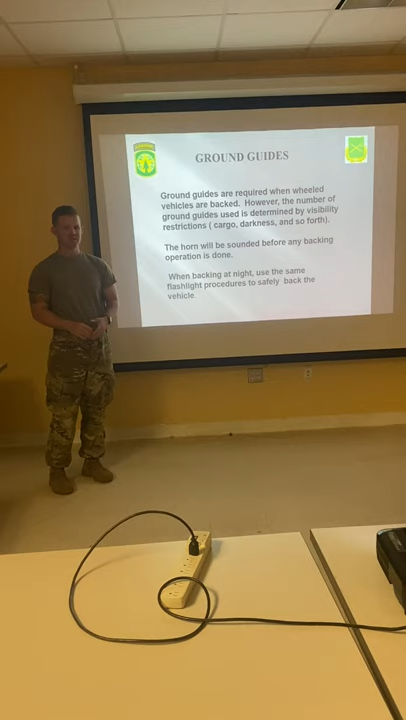 GROUND GUIDES
Ground guides are required when wheeled
vehicles are backed.  However, the number of
ground guides used is determined by visibility
restrictions ( cargo, darkness, and so forth).
The horn will be sounded before any backing
operation is done.
When backing at night, use the same
flashlight procedures to safely  back the
vehicle.